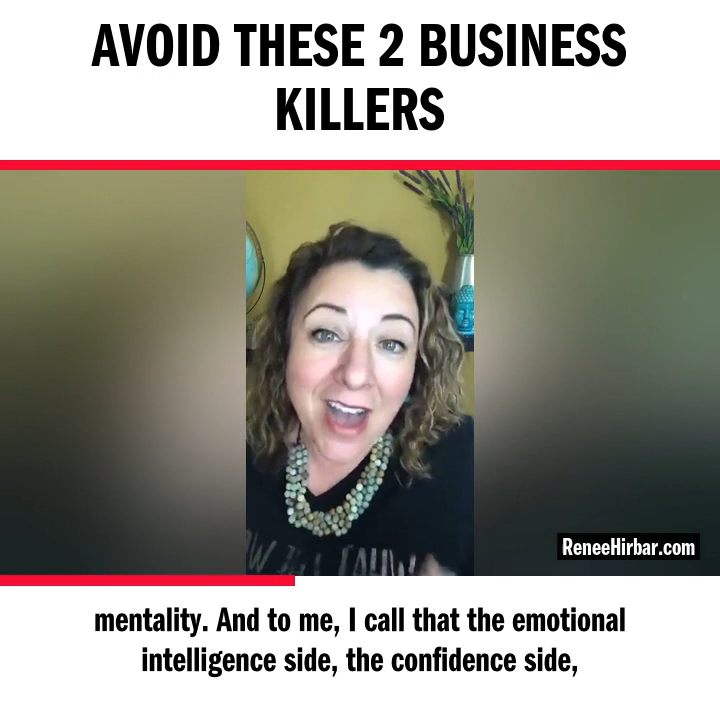 AVOID THESE 2 BUSINESS
KILLERS
ReneeHirbar.com
mentality. And to me, I call that the emotional
intelligence side, the confidence side,